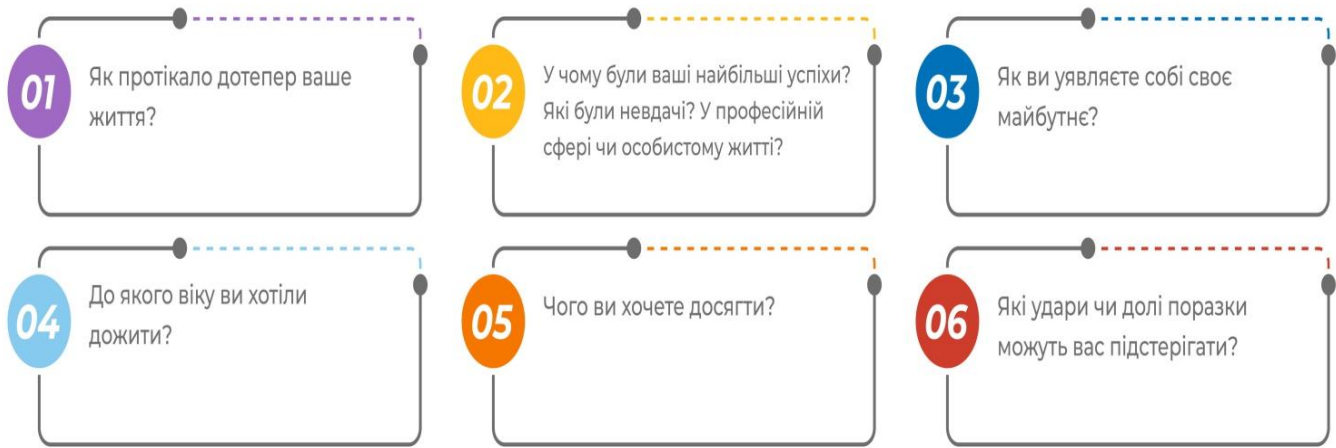 01
Як протікало дотепер ваше
життя?
02
У чому були ваші найбільші успіхи?
Які були невдачі? У професійній
сфері чи особистому житті?
03
Як ви уявляєте собі своє
майбутнє?
04
До якого віку ви хотіли
дожити?
05
Чого ви хочете досягти?
06
Які удари чи долі поразки
можуть вас підстерігати?